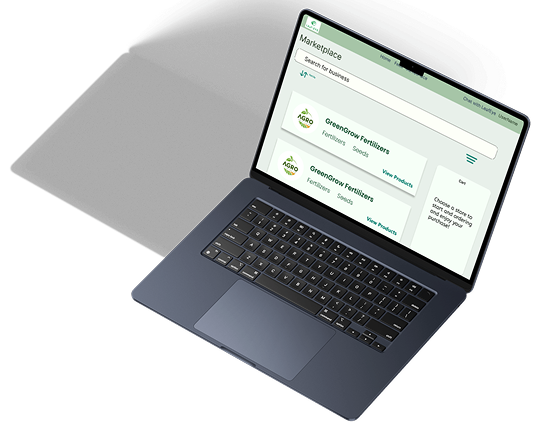 Home
Chat with Leafeye Username
Marketplace
Search for business
AGRO
GreenGrow Fertilizers
Fertilizers Seeds
View Products
AGRO
GreenGrow Fertilizers
Fertilizers Seeds
View Products
Cart
Choose a store to
start and ordering
and enjoy your
purchase!